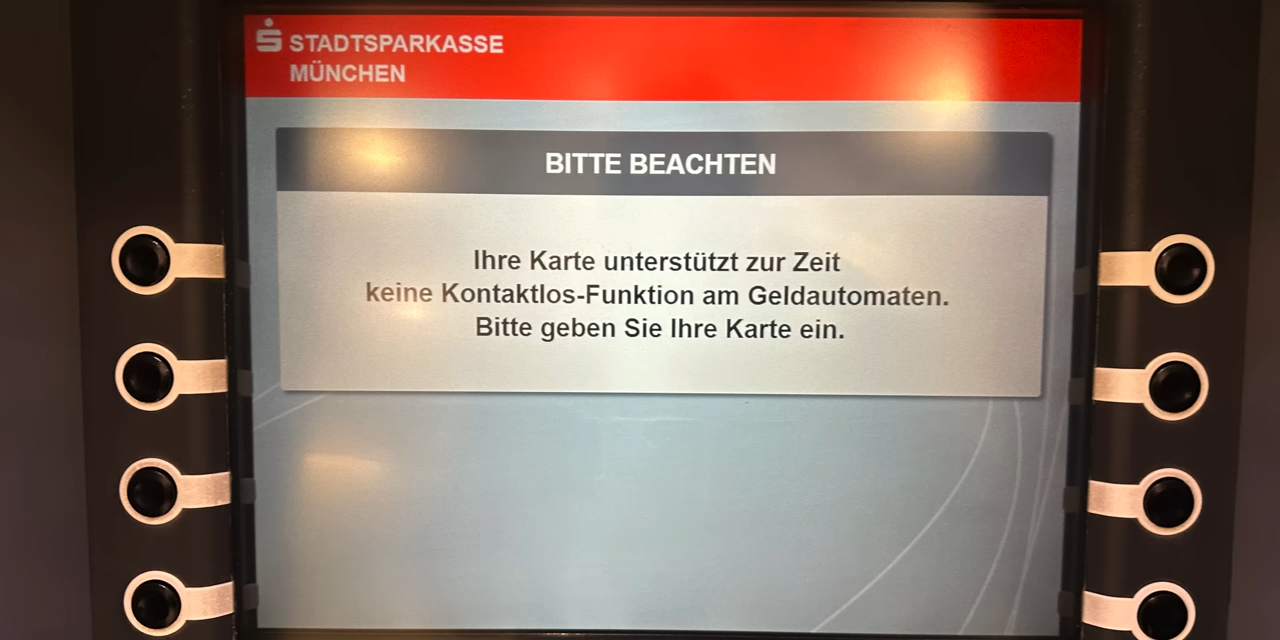 STADTSPARKASSE
MÜNCHEN
BITTE BEACHTEN
Ihre Karte unterstützt zur Zeit
keine Kontaktlos-Funktion am Geldautomaten.
Bitte geben Sie Ihre Karte ein.